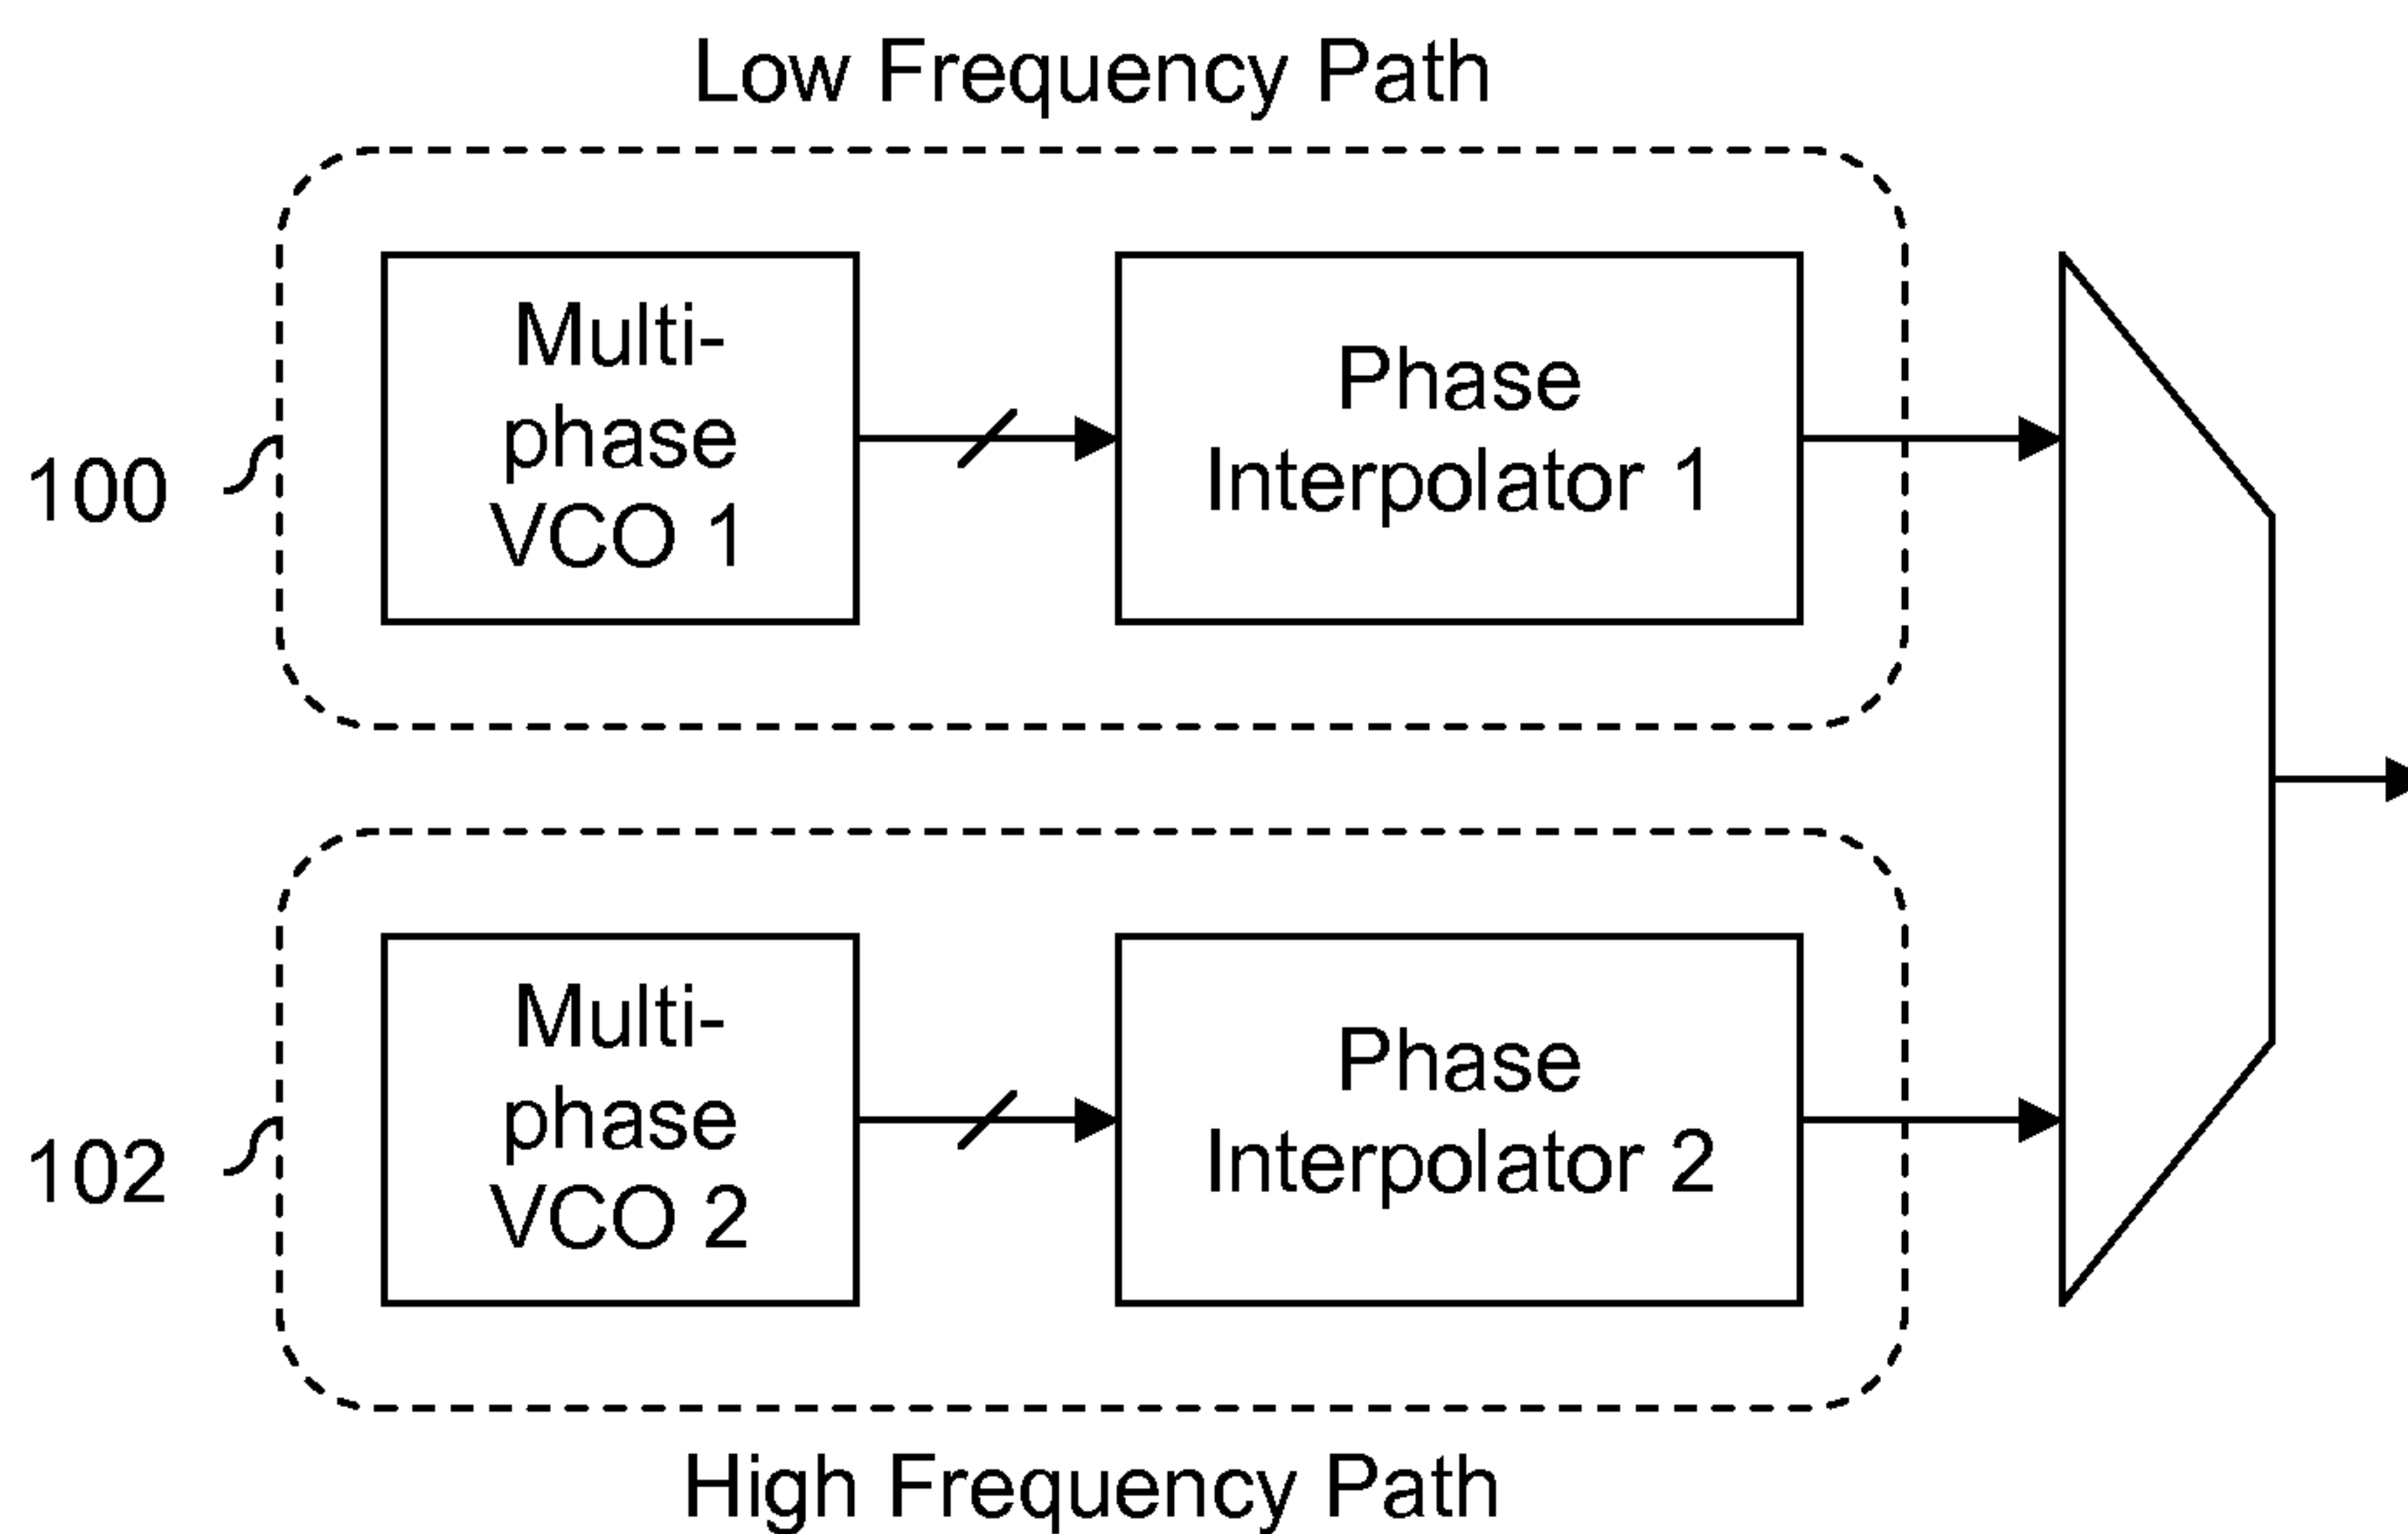 Low Frequency Path
Multi-
phase
VCO 1
Phase
Interpolator 1
100
Multi-
phase
VCO 2
Phase
Interpolator 2
102
High Frequency Path